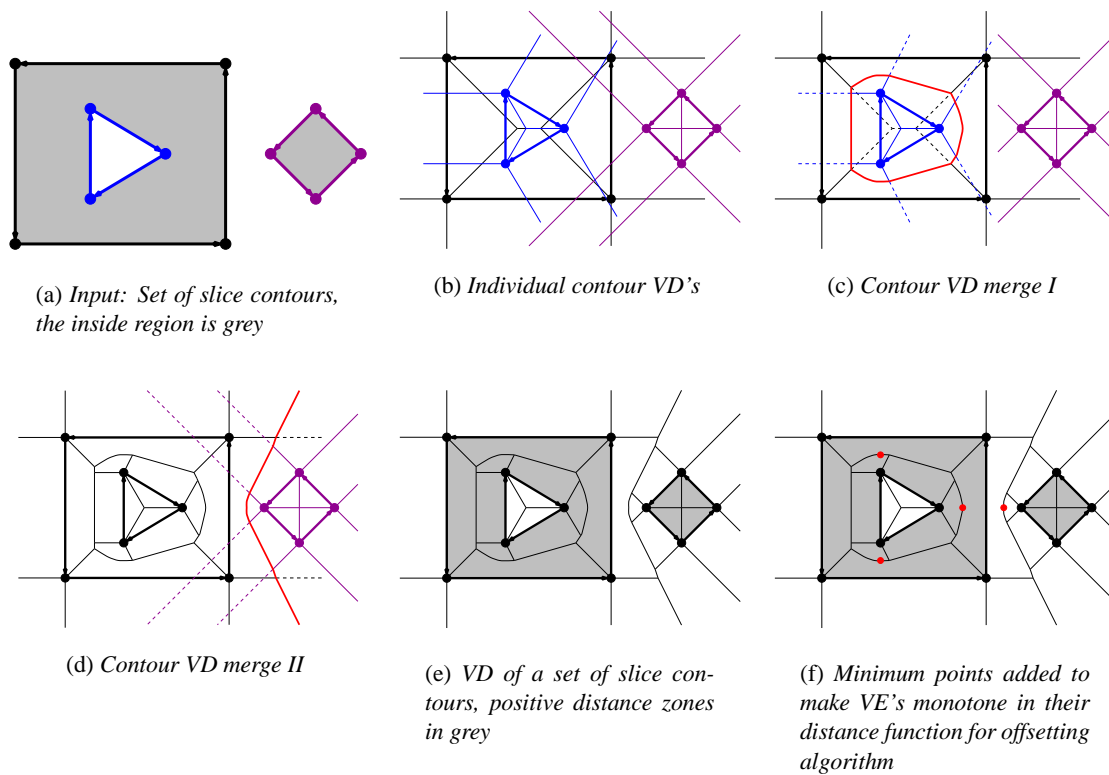 (a) Input: Set of slice contours,
the inside region is grey
(b) Individual contour VD's
(c) Contour VD merge I
(d) Contour VD merge II
(e) VD of a set of slice con-
tours, positive distance zones
in grey
(f) Minimum points added to
make VE's monotone in their
distance function for offsetting
algorithm